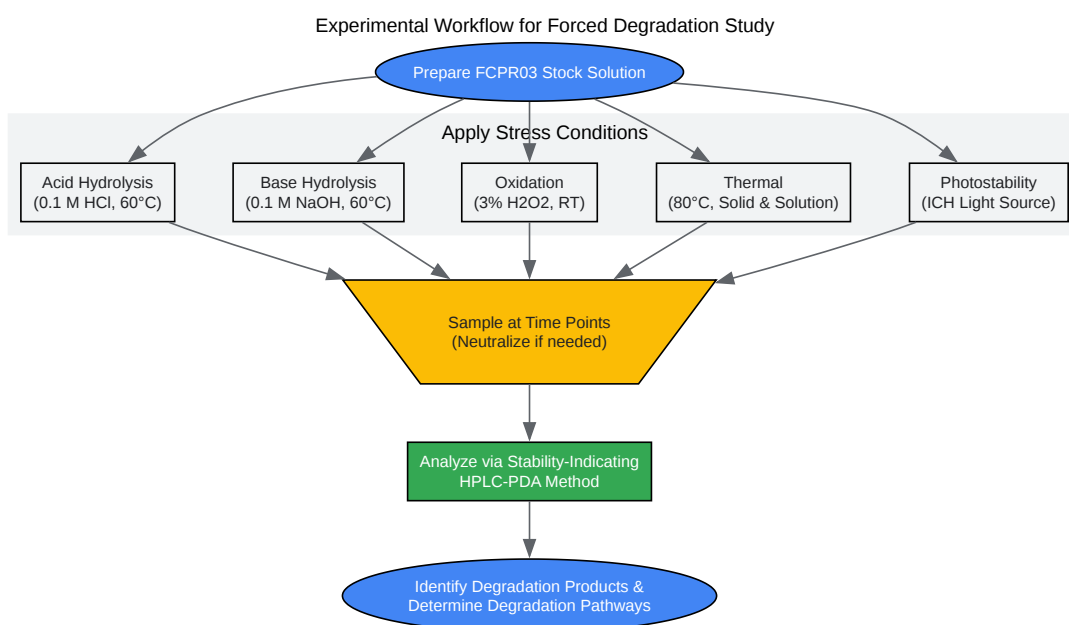 Experimental Workflow for Forced Degradation Study
Prepare FCPR03 Stock Solution
Apply Stress Conditions
Acid Hydrolysis
(0.1 M HCl, 60°C)
Base Hydrolysis
(0.1 M NaOH, 60°C)
Oxidation
(3% H2O2, RT)
Thermal
(80°C, Solid & Solution)
Photostability
(ICH Light Source)
Sample at Time Points
(Neutralize if needed)
Analyze via Stability-Indicating
HPLC-PDA Method
Identify Degradation Products &
Determine Degradation Pathways